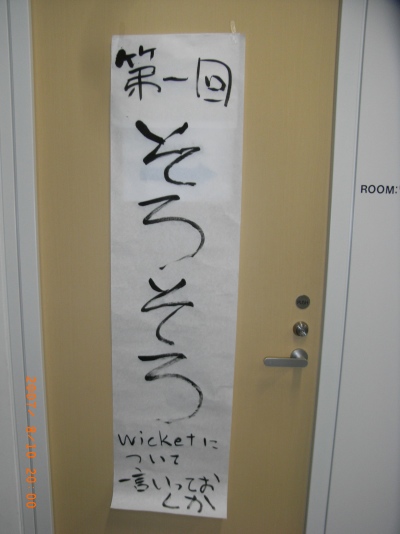 第一回
そろそろ
wicketに
ついて
言いってお
くか
ROOM: